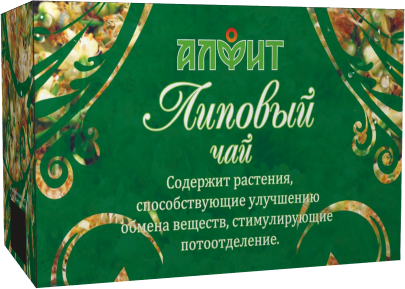 АЛФИТ
Липовый
чай
Содержит растения,
способствующие улучшению
обмена веществ, стимулирующие
потоотделение.